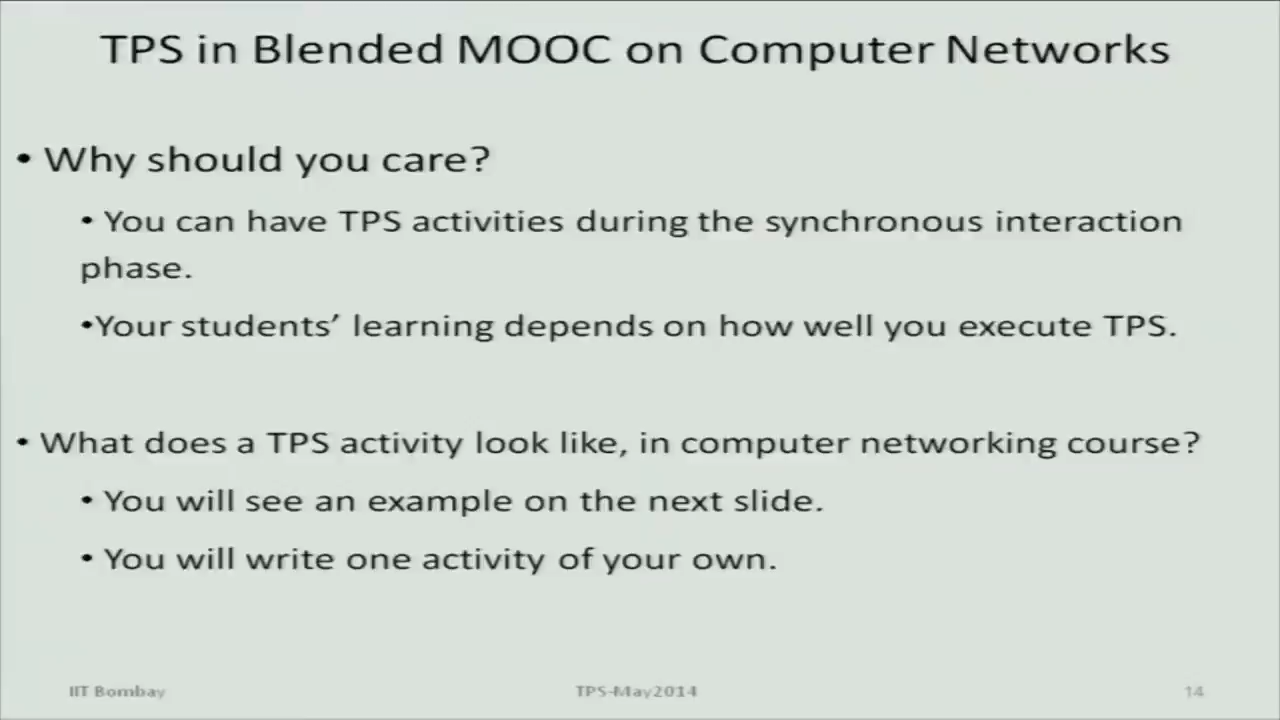 TPS in Blended MOOC on Computer Networks
• Why should you care?
• You can have TPS activities during the synchronous interaction
phase.
•Your students’ learning depends on how well you execute TPS.
• What does a TPS activity look like, in computer networking course?
• You will see an example on the next slide.
• You will write one activity of your own.
IIT Bombay
TPS-May2014
14